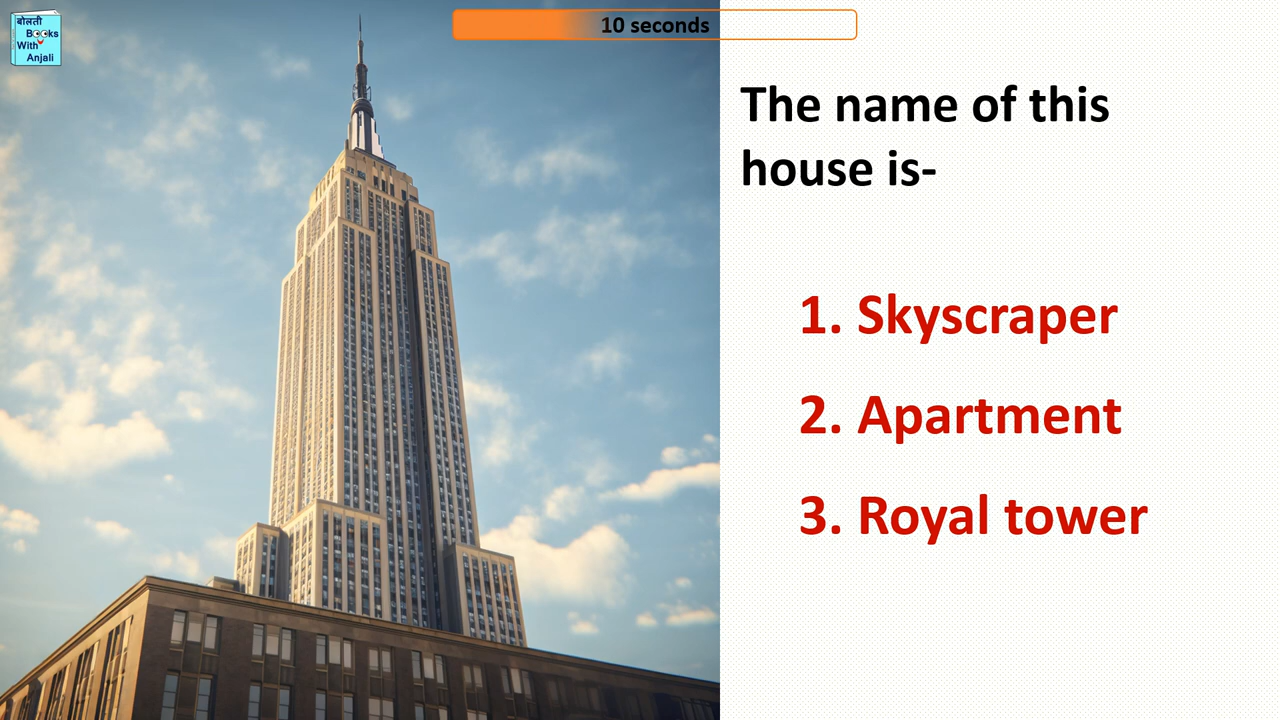 बोलती
Books
With
Anjali
10 seconds
The name of this
house is-
1. Skyscraper
2. Apartment
3. Royal tower